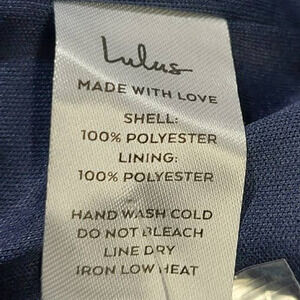 Lulus
MADE WITH LOVE
SHELL:
100% POLYESTER
LINING:
100% POLYESTER
HAND WASH COLD
DO NOT BLEACH
LINE DRY
IRON LOW HEAT